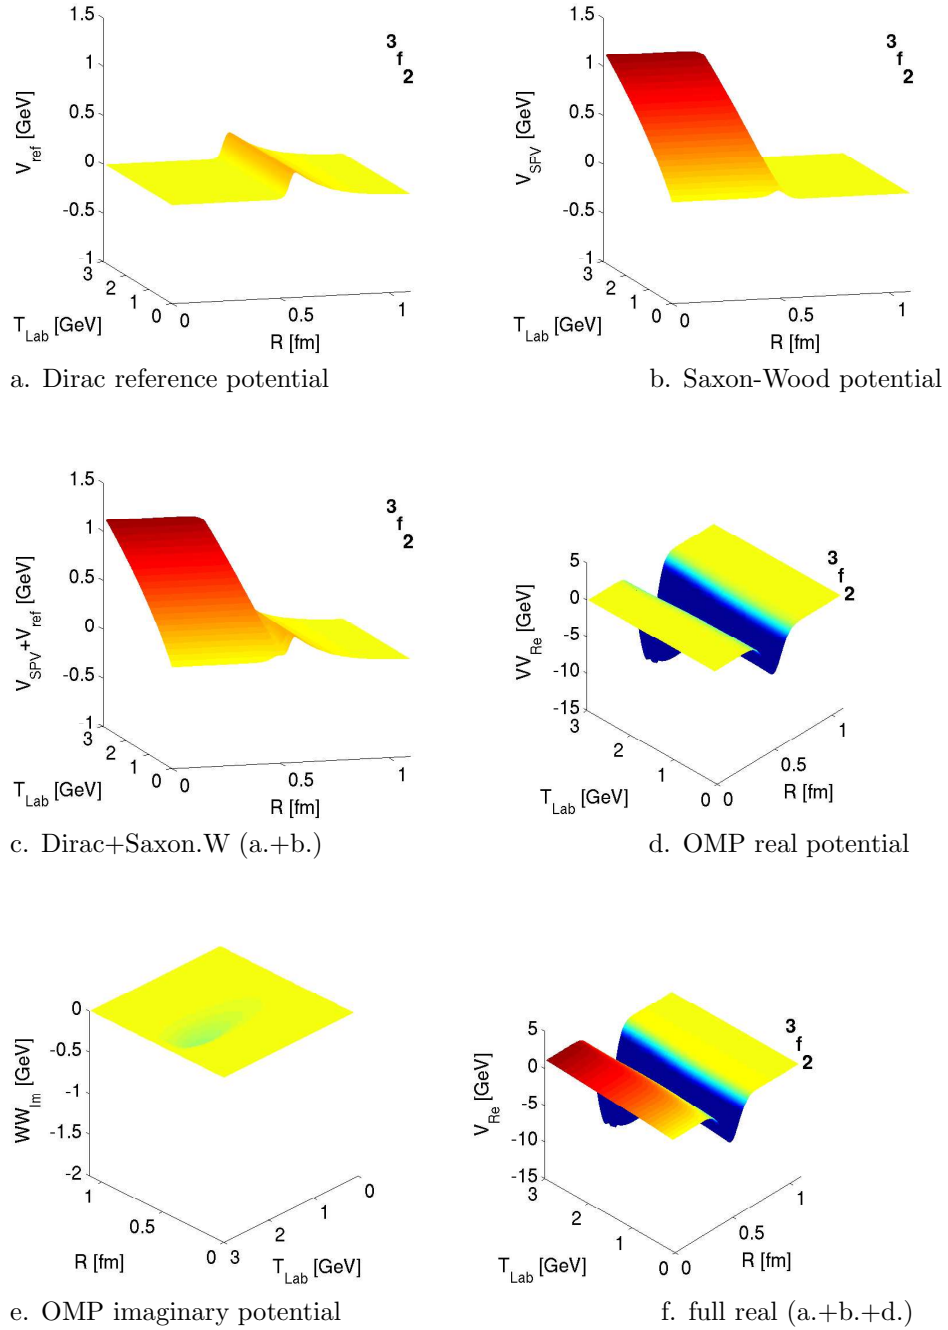 1.5
1
0.5
0
-0.5
-1
V_ref [GeV]
3
2
1
0
T_Lab [GeV]
0
0.5
1
R [fm]
3 f 2
a. Dirac reference potential
1.5
1
0.5
0
-0.5
-1
V_SPV [GeV]
3
2
1
0
T_Lab [GeV]
0
0.5
1
R [fm]
3 f 2
b. Saxon-Wood potential
1.5
1
0.5
0
-0.5
-1
V_SPV+V_ref [GeV]
3
2
1
0
T_Lab [GeV]
0
0.5
1
R [fm]
3 f 2
c. Dirac+Saxon.W (a.+b.)
5
0
-5
-10
-15
VV_Re [GeV]
3
2
1
0
T_Lab [GeV]
0
0.5
1
R [fm]
3 f 2
d. OMP real potential
0
-0.5
-1
-1.5
-2
WW_Im [GeV]
1
0.5
0
R [fm]
3
2
1
0
T_Lab [GeV]
e. OMP imaginary potential
5
0
-5
-10
-15
V_Re [GeV]
3
2
1
0
T_Lab [GeV]
0
0.5
1
R [fm]
3 f 2
f. full real (a.+b.+d.)